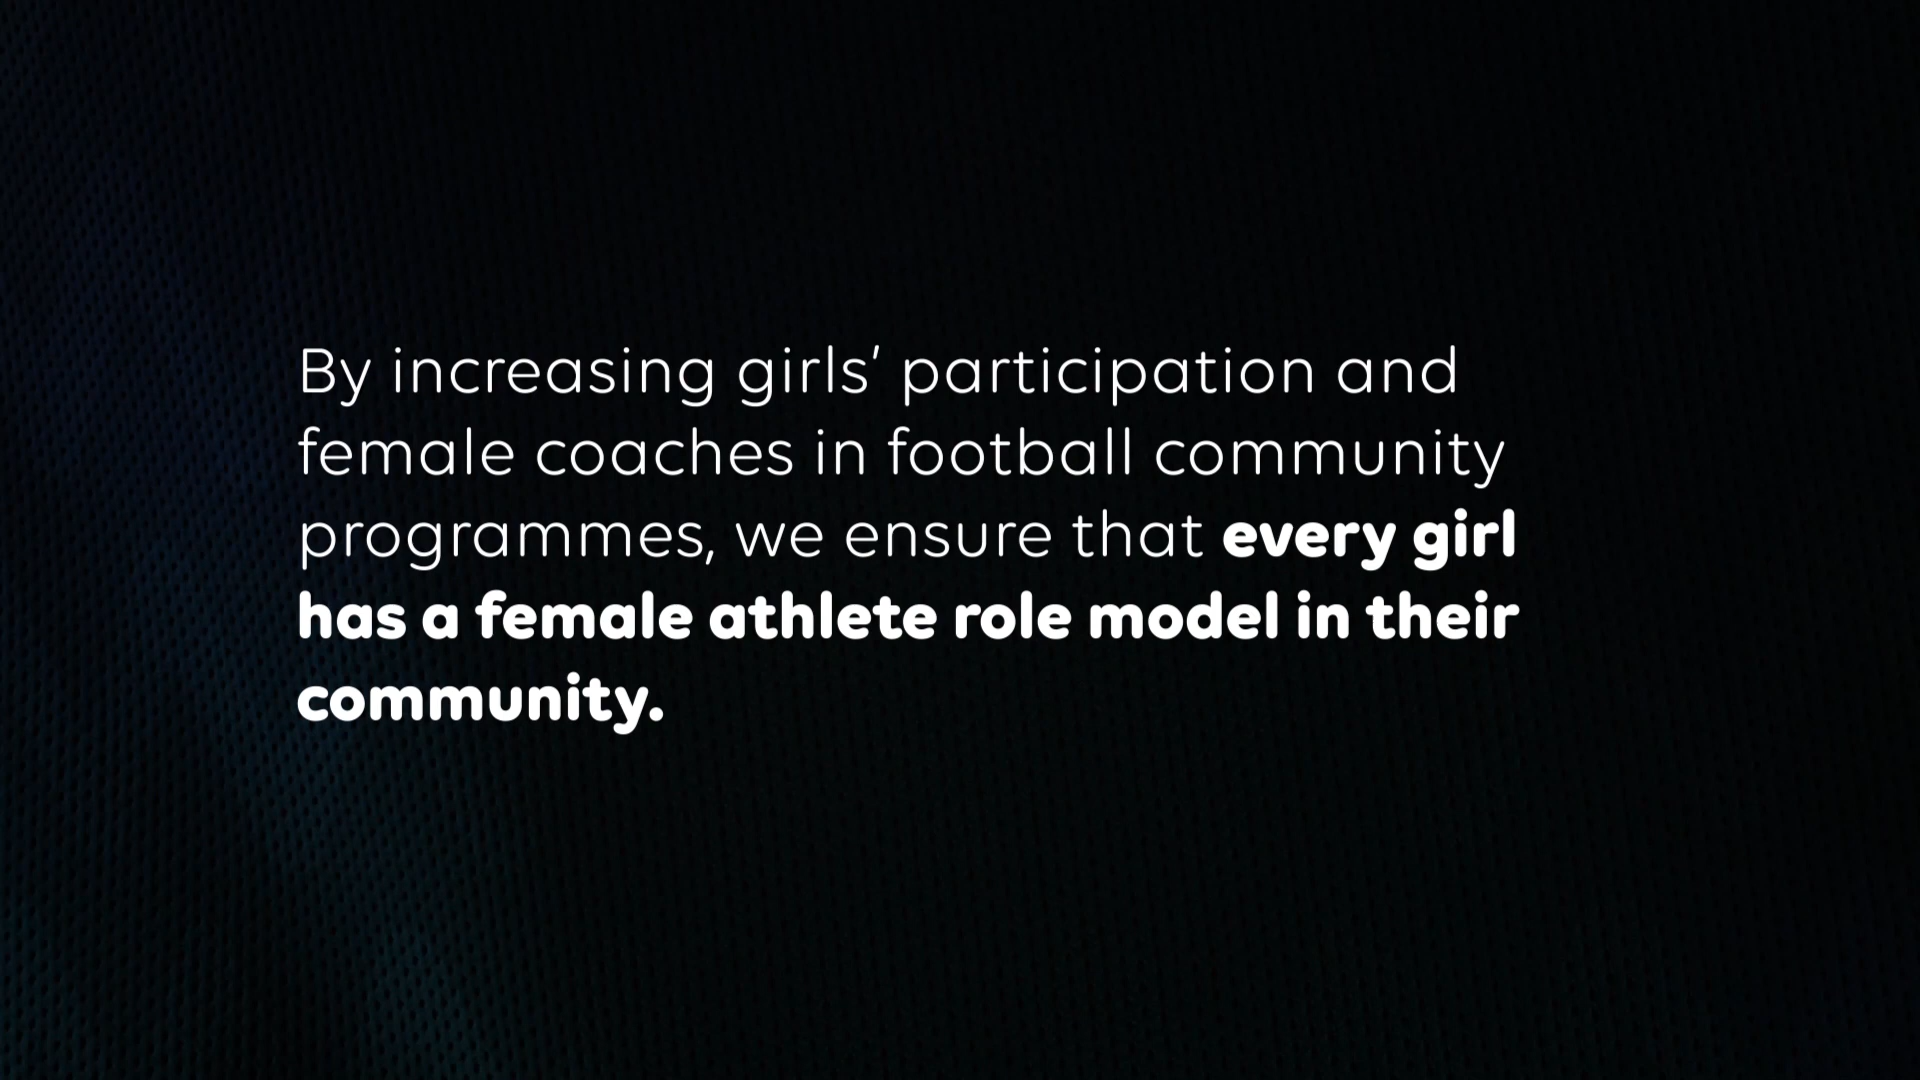 By increasing girls’ participation and
female coaches in football community
programmes, we ensure that every girl
has a female athlete role model in their
community.